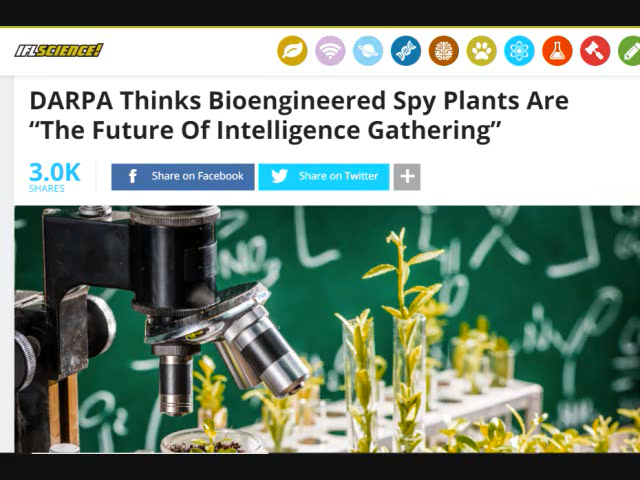 IFLSCIENCE!
DARPA Thinks Bioengineered Spy Plants Are
“The Future Of Intelligence Gathering”
3.0K
SHARES
f Share on Facebook
Share on Twitter
+